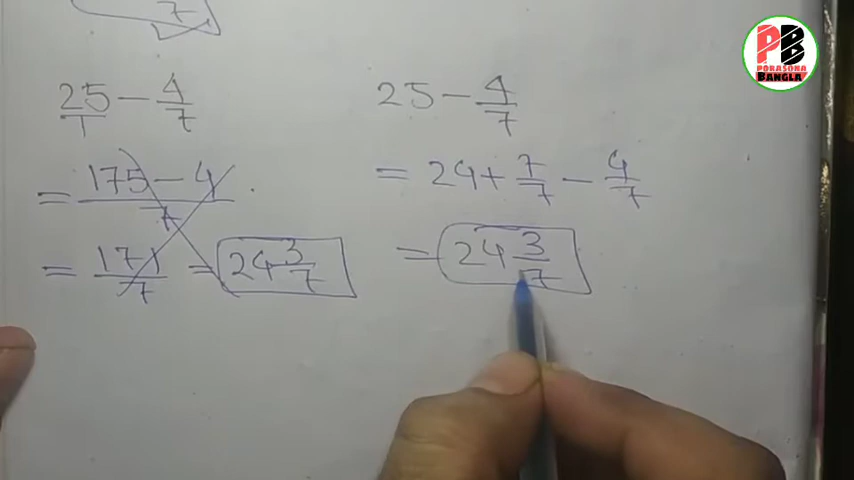 7
PB
PORASONA
BANGLA
25/1 - 4/7
= 175 - 4/7
= 171/7 = 24 3/7
25 - 4/7
= 24 + 7/7 - 4/7
= 24 3/7